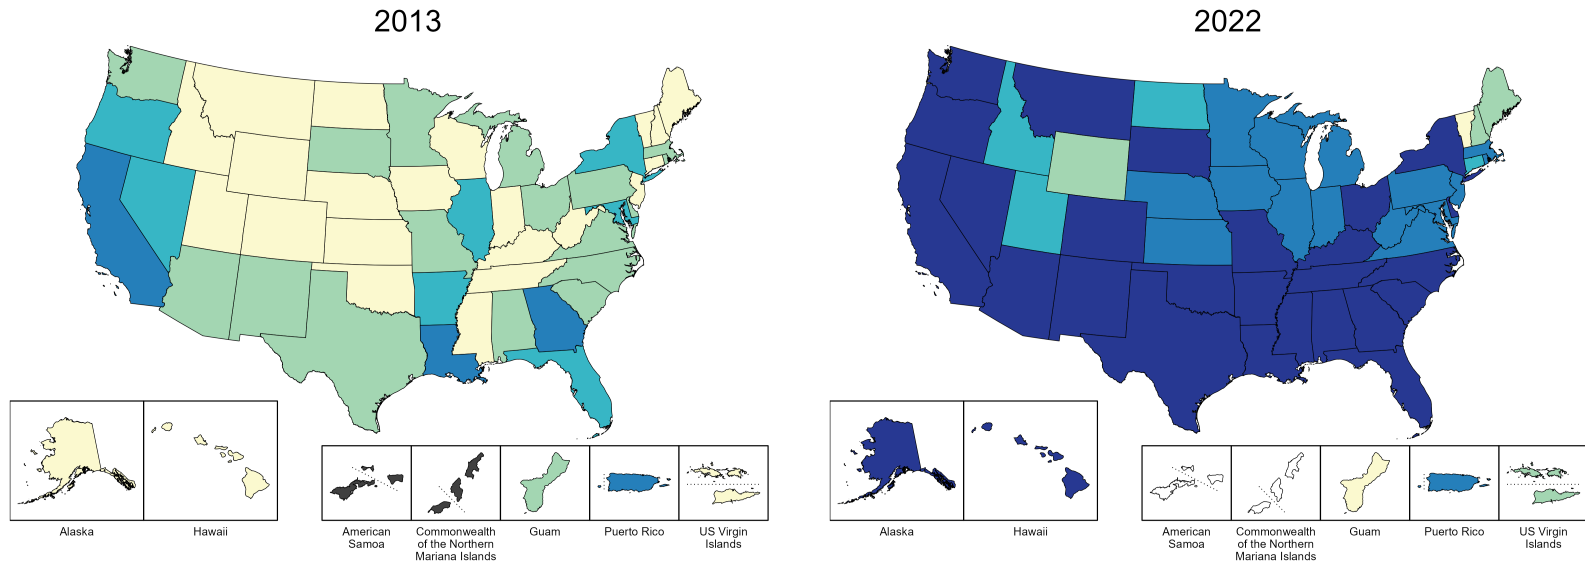 2013
2022
Alaska
Hawaii
American
Samoa
Commonwealth
of the Northern
Mariana Islands
Guam
Puerto Rico
US Virgin
Islands
Alaska
Hawaii
American
Samoa
Commonwealth
of the Northern
Mariana Islands
Guam
Puerto Rico
US Virgin
Islands